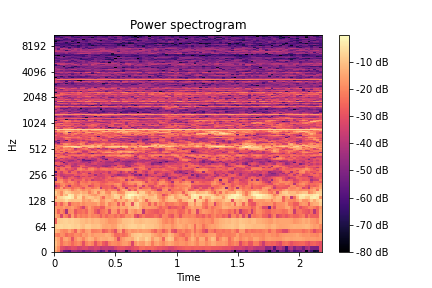 Power spectrogram
8192
4096
2048
1024
512
256
128
64
0
Hz
0
0.5
1
1.5
2
Time
-10 dB
-20 dB
-30 dB
-40 dB
-50 dB
-60 dB
-70 dB
-80 dB